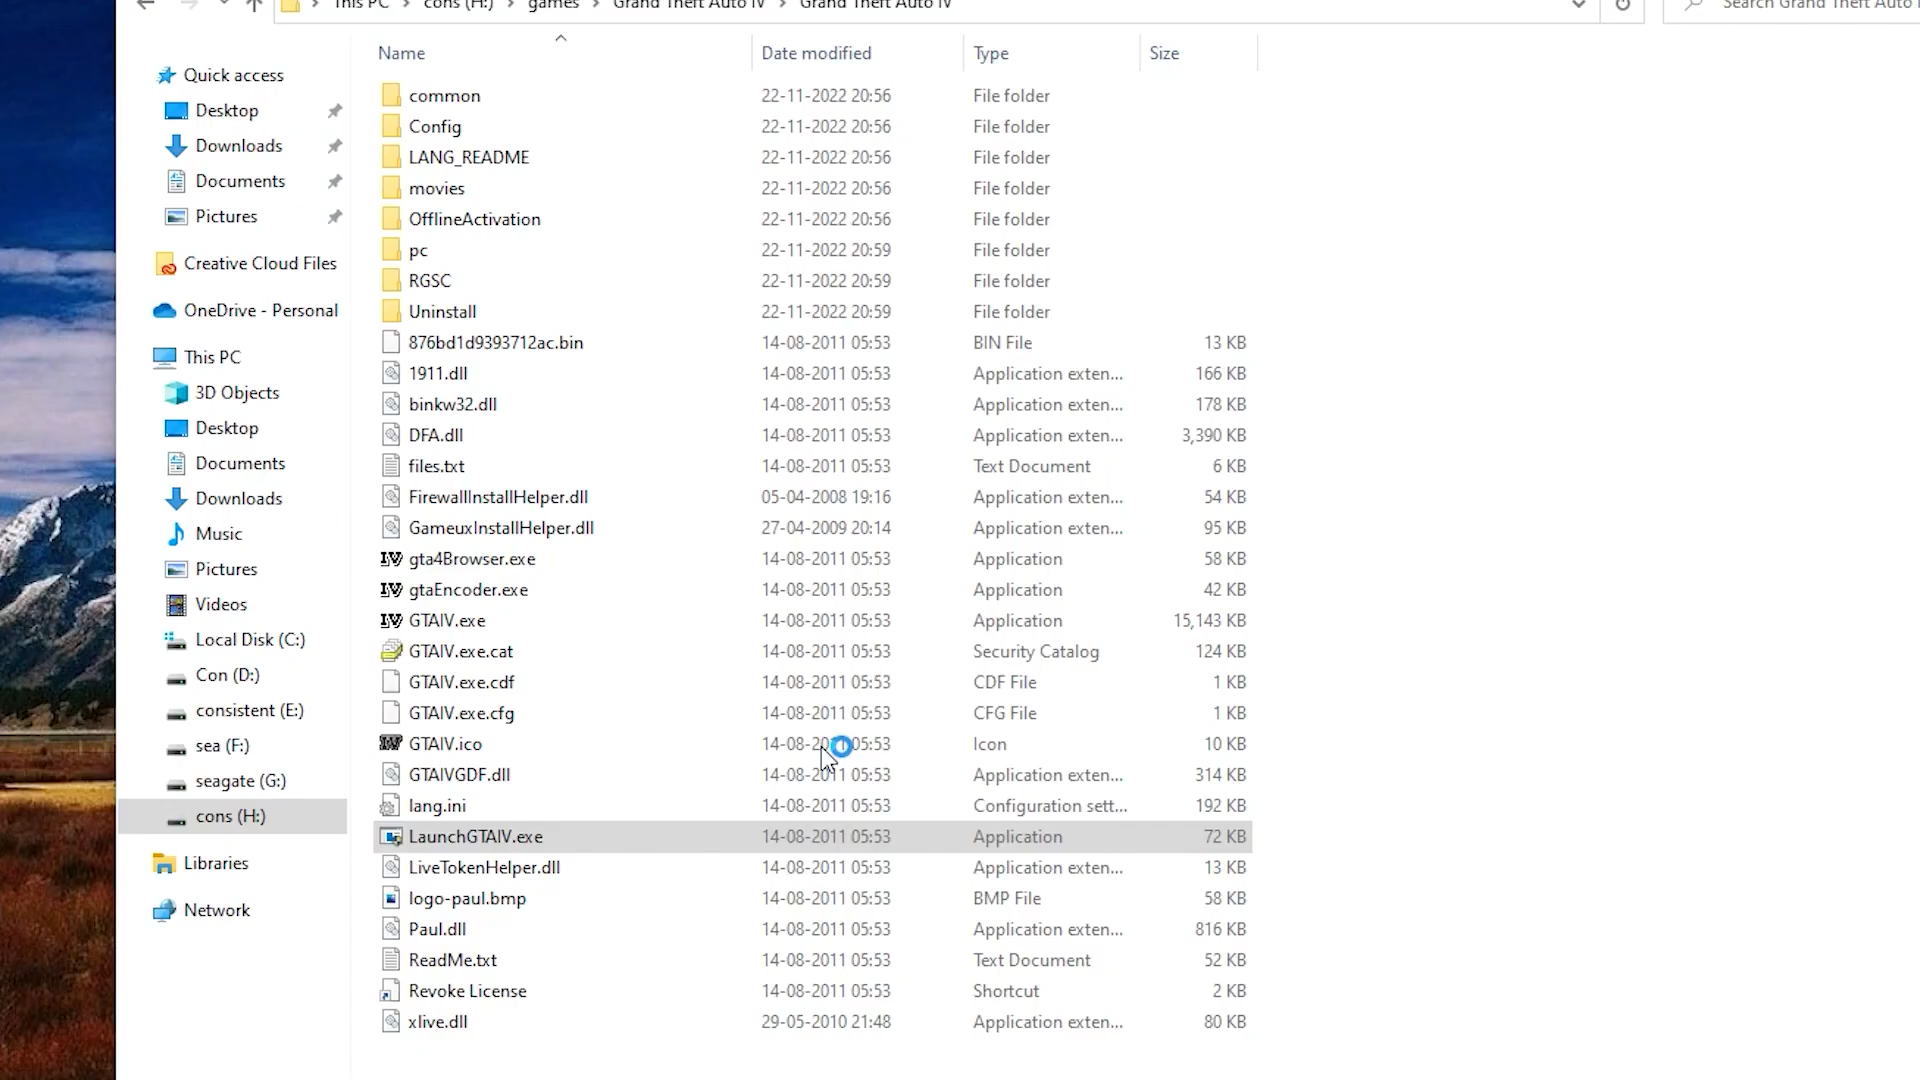 This PC > cons (H:) > games > Grand Theft Auto IV > Grand Theft Auto IV
Search Grand Theft Auto
Name Date modified Type Size
Quick access
Desktop
Downloads
Documents
Pictures
Creative Cloud Files
OneDrive - Personal
This PC
3D Objects
Desktop
Documents
Downloads
Music
Pictures
Videos
Local Disk (C:)
Con (D:)
consistent (E:)
sea (F:)
seagate (G:)
cons (H:)
Libraries
Network
common 22-11-2022 20:56 File folder
Config 22-11-2022 20:56 File folder
LANG_README 22-11-2022 20:56 File folder
movies 22-11-2022 20:56 File folder
OfflineActivation 22-11-2022 20:56 File folder
pc 22-11-2022 20:59 File folder
RGSC 22-11-2022 20:59 File folder
Uninstall 22-11-2022 20:59 File folder
876bd1d9393712ac.bin 14-08-2011 05:53 BIN File 13 KB
1911.dll 14-08-2011 05:53 Application exten... 166 KB
binkw32.dll 14-08-2011 05:53 Application exten... 178 KB
DFA.dll 14-08-2011 05:53 Application exten... 3,390 KB
files.txt 14-08-2011 05:53 Text Document 6 KB
FirewallInstallHelper.dll 05-04-2008 19:16 Application exten... 54 KB
GameuxInstallHelper.dll 27-04-2009 20:14 Application exten... 95 KB
gta4Browser.exe 14-08-2011 05:53 Application 58 KB
gtaEncoder.exe 14-08-2011 05:53 Application 42 KB
GTAIV.exe 14-08-2011 05:53 Application 15,143 KB
GTAIV.exe.cat 14-08-2011 05:53 Security Catalog 124 KB
GTAIV.exe.cdf 14-08-2011 05:53 CDF File 1 KB
GTAIV.exe.cfg 14-08-2011 05:53 CFG File 1 KB
GTAIV.ico 14-08-2011 05:53 Icon 10 KB
GTAIVGDF.dll 14-08-2011 05:53 Application exten... 314 KB
lang.ini 14-08-2011 05:53 Configuration sett... 192 KB
LaunchGTAIV.exe 14-08-2011 05:53 Application 72 KB
LiveTokenHelper.dll 14-08-2011 05:53 Application exten... 13 KB
logo-paul.bmp 14-08-2011 05:53 BMP File 58 KB
Paul.dll 14-08-2011 05:53 Application exten... 816 KB
ReadMe.txt 14-08-2011 05:53 Text Document 52 KB
Revoke License 14-08-2011 05:53 Shortcut 2 KB
xlive.dll 29-05-2010 21:48 Application exten... 80 KB